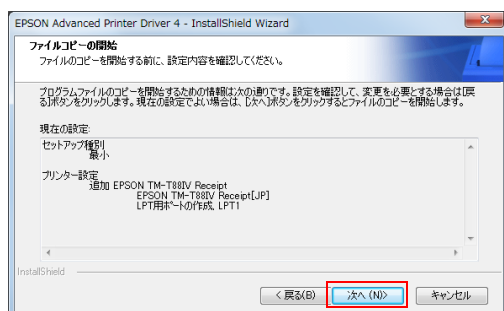 EPSON Advanced Printer Driver 4 - InstallShield Wizard
ファイルコピーの開始
ファイルのコピーを開始する前に、設定内容を確認してください。
プログラムファイルのコピーを開始するための情報は次の通りです。設定を確認して、変更を必要とする場合は[戻
る]ボタンをクリックします。現在の設定でよい場合は、[次へ]ボタンをクリックするとファイルのコピーを開始します。
現在の設定:
セットアップ種別
最小
プリンター設定
追加 EPSON TM-T88IV Receipt
EPSON TM-T88IV Receipt[JP]
LPT用ポートの作成, LPT1
InstallShield
< 戻る(B)
次へ (N)>
キャンセル